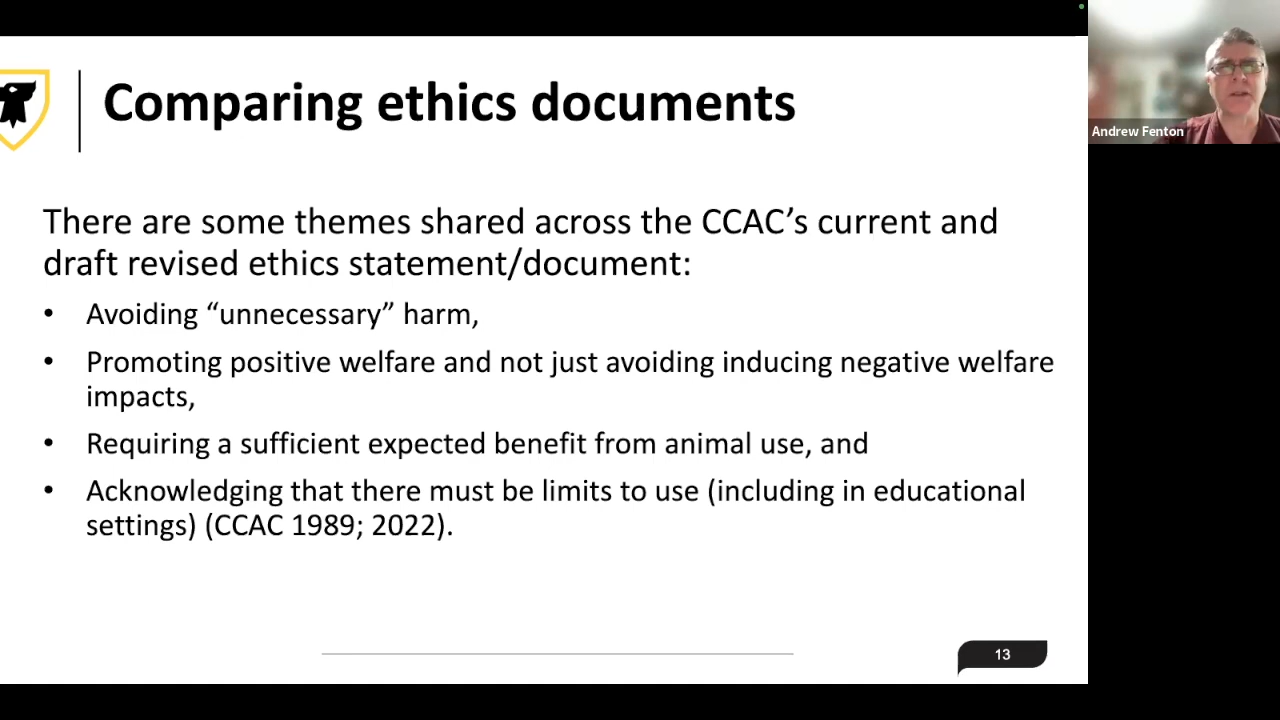 Comparing ethics documents
Andrew Fenton
There are some themes shared across the CCAC’s current and
draft revised ethics statement/document:
• Avoiding “unnecessary” harm,
• Promoting positive welfare and not just avoiding inducing negative welfare
impacts,
• Requiring a sufficient expected benefit from animal use, and
• Acknowledging that there must be limits to use (including in educational
settings) (CCAC 1989; 2022).
13